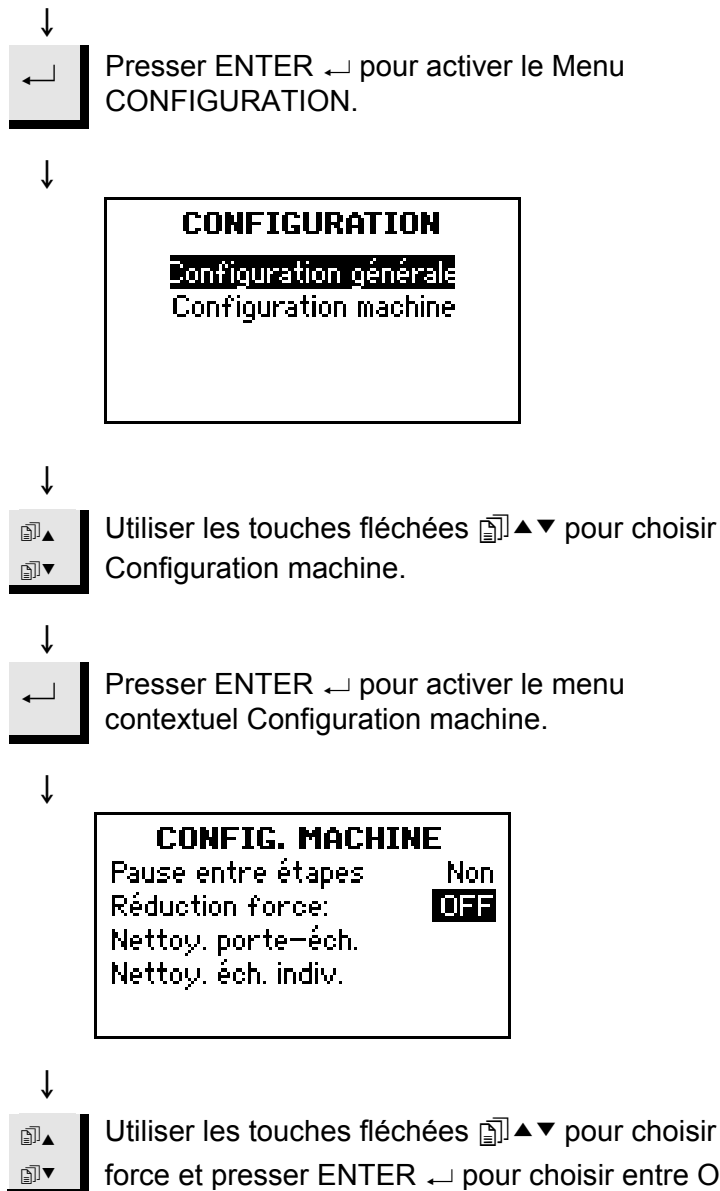 ↓
← Presser ENTER ↵ pour activer le Menu
CONFIGURATION.
↓
CONFIGURATION
Configuration générale
Configuration machine
↓
▲ Utiliser les touches fléchées ▲▼ pour choisir
▼ Configuration machine.
↓
← Presser ENTER ↵ pour activer le menu
contextuel Configuration machine.
↓
CONFIG. MACHINE
Pause entre étapes Non
Réduction force: OFF
Nettoy. porte-éch.
Nettoy. éch. indiv.
↓
▲ Utiliser les touches fléchées ▲▼ pour choisir
▼ force et presser ENTER ↵ pour choisir entre O